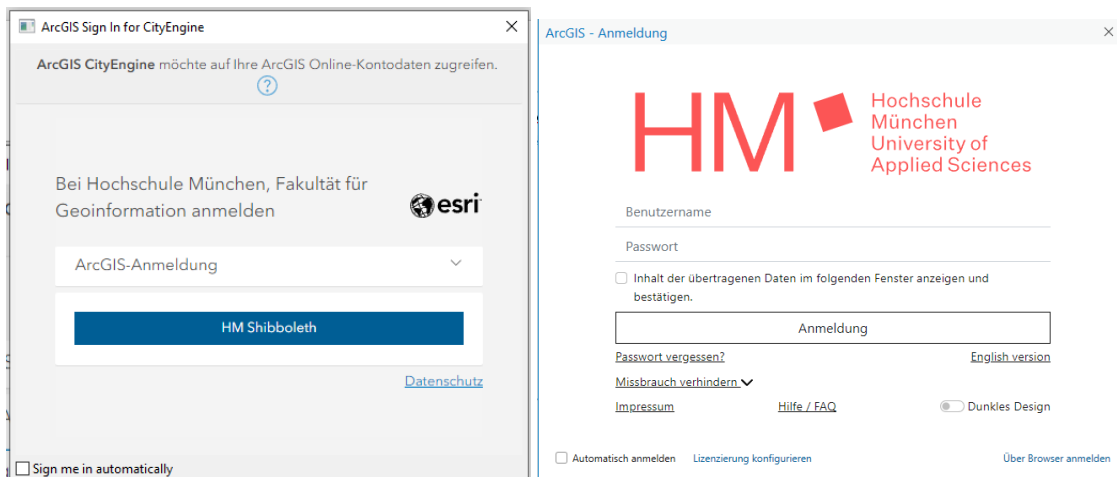 ArcGIS Sign In for CityEngine
ArcGIS CityEngine möchte auf Ihre ArcGIS Online-Kontodaten zugreifen.
?
Bei Hochschule München, Fakultät für
Geoinformation anmelden
esri
ArcGIS-Anmeldung
HM Shibboleth
Datenschutz
Sign me in automatically
ArcGIS - Anmeldung
HM
Hochschule
München
University of
Applied Sciences
Benutzername
Passwort
Inhalt der übertragenen Daten im folgenden Fenster anzeigen und
bestätigen.
Anmeldung
Passwort vergessen? English version
Missbrauch verhindern
Impressum Hilfe / FAQ Dunkles Design
Automatisch anmelden Lizenzierung konfigurieren Über Browser anmelden